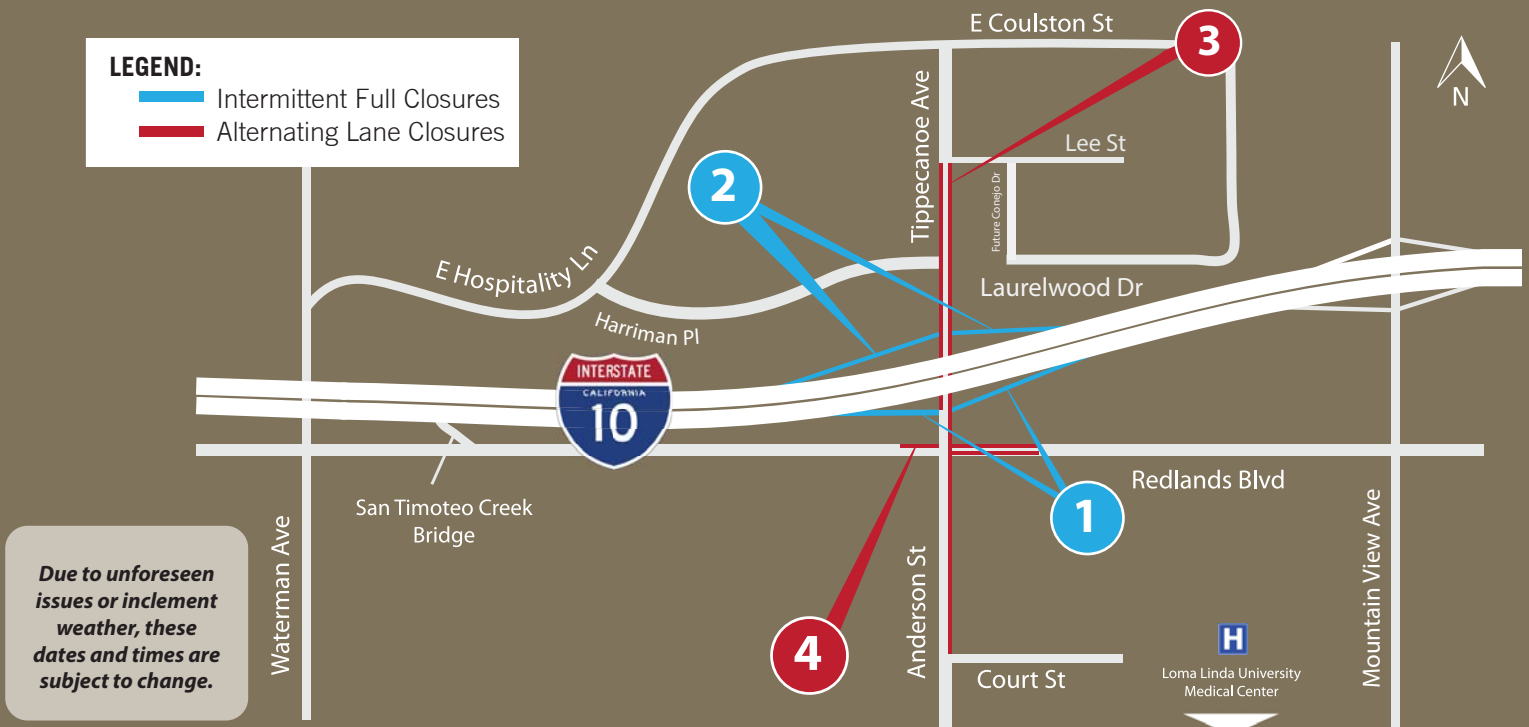 LEGEND:
Intermittent Full Closures
Alternating Lane Closures
E Coulston St
3
N
Tippecanoe Ave
Lee St
2
Future Conejo Dr
E Hospitality Ln
Laurelwood Dr
Harriman Pl
INTERSTATE
CALIFORNIA
10
San Timoteo Creek
Bridge
Redlands Blvd
1
Waterman Ave
Anderson St
Mountain View Ave
Due to unforeseen
issues or inclement
weather, these
dates and times are
subject to change.
4
Court St
H
Loma Linda University
Medical Center